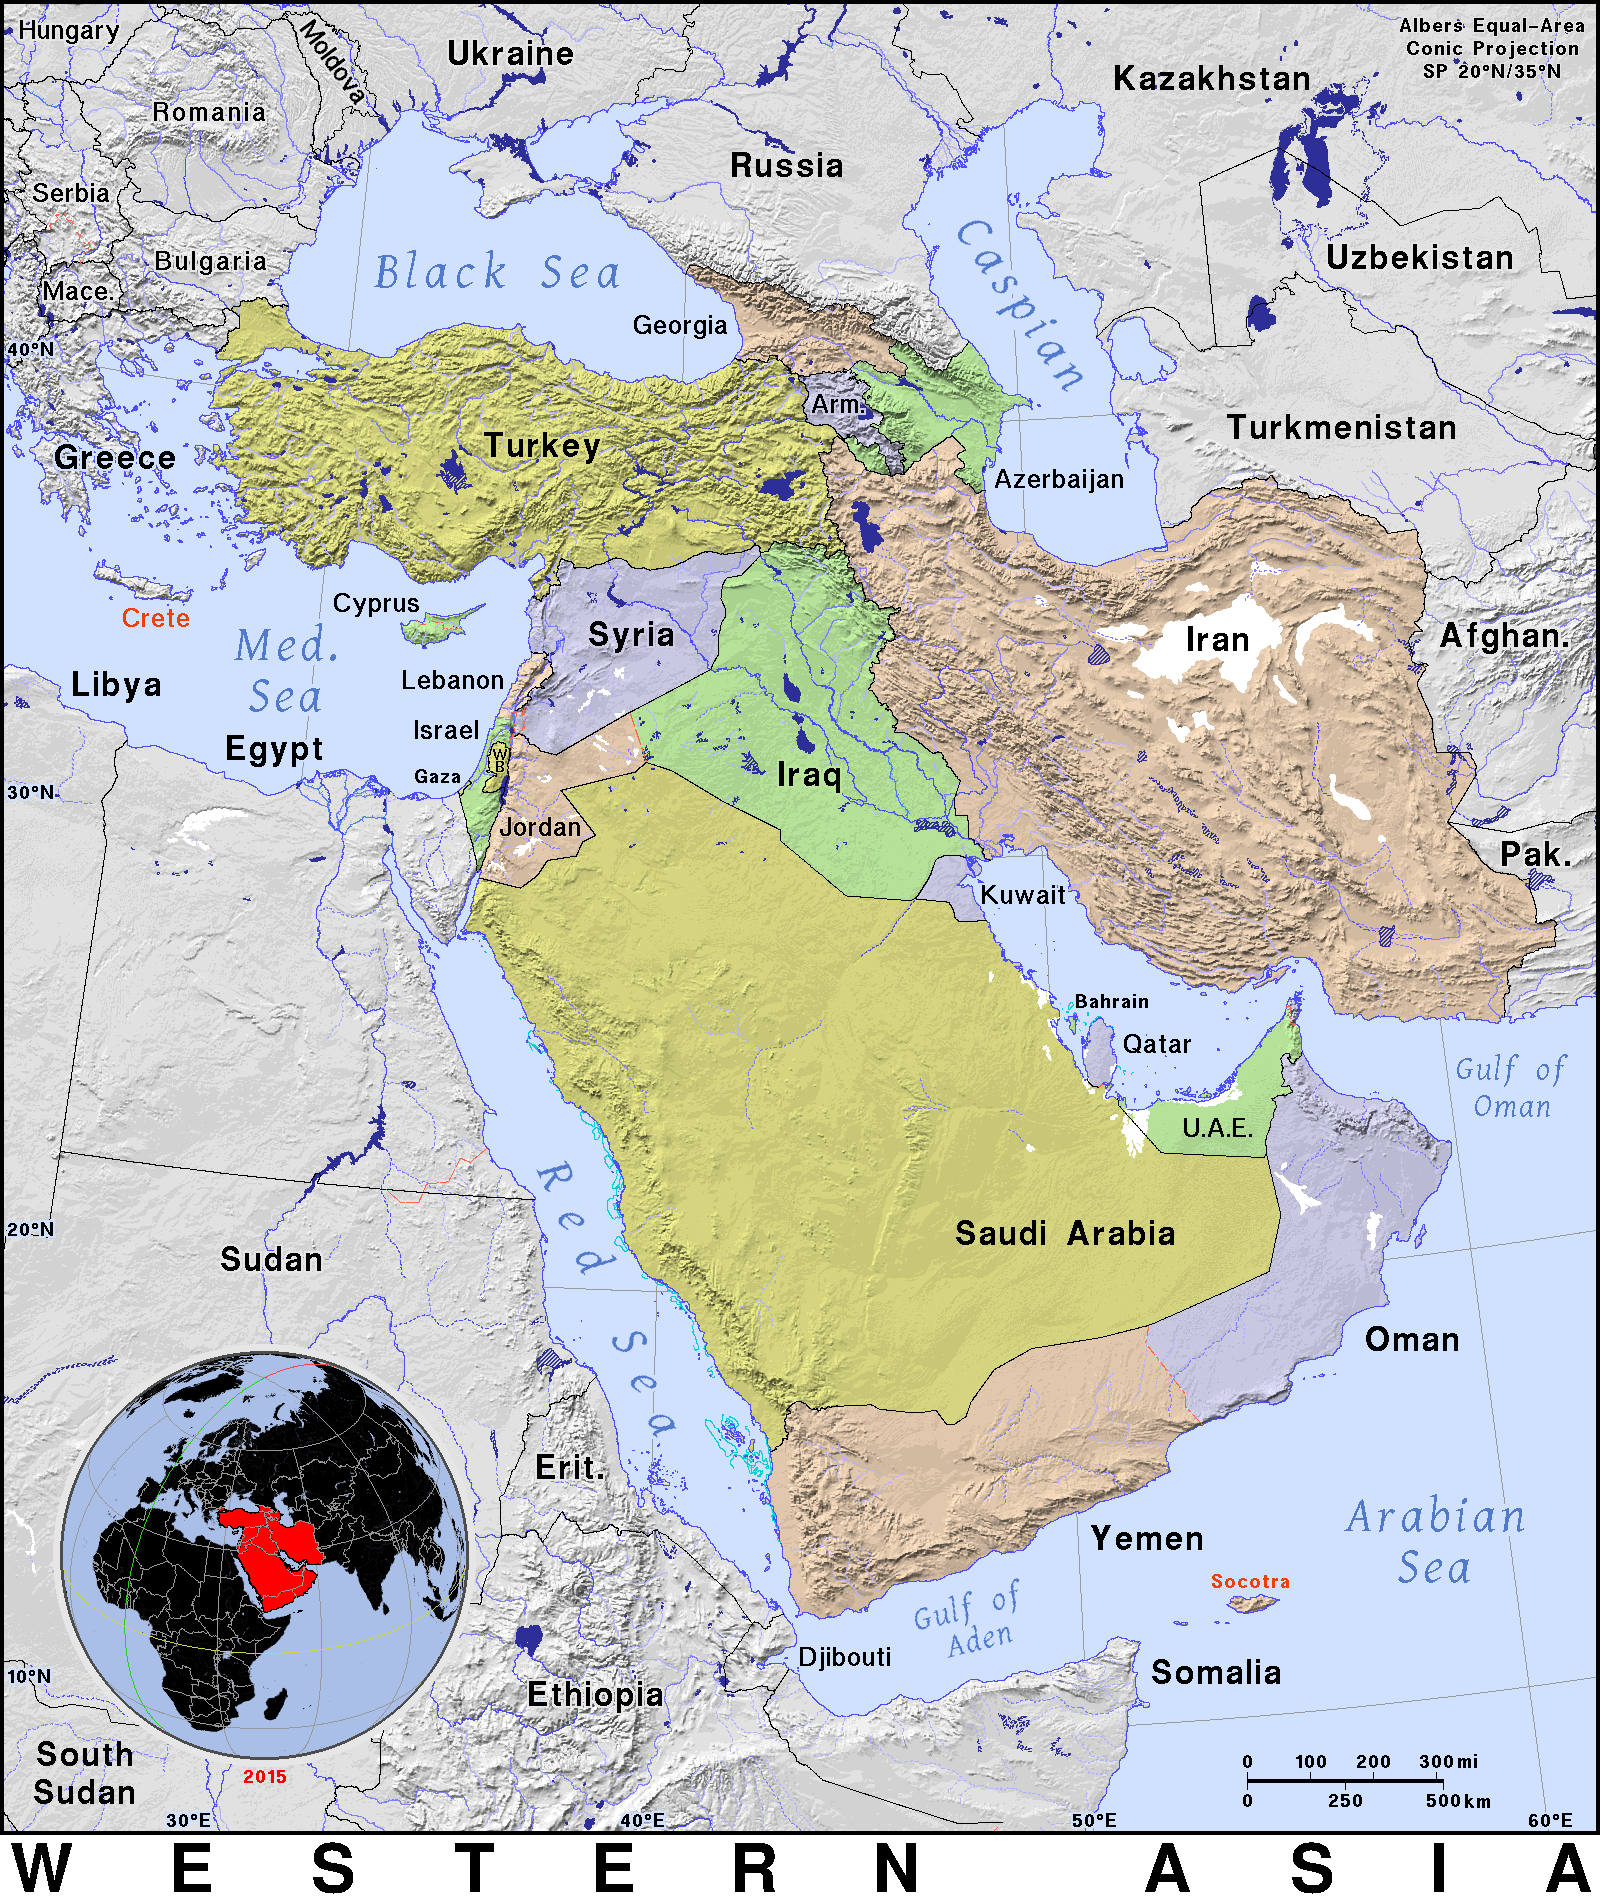 Hungary
Moldova
Ukraine
Albers Equal-Area
Conic Projection
SP 20°N/35°N
Kazakhstan
Romania
Russia
Serbia
Caspian
Bulgaria
Black Sea
Uzbekistan
Mace.
Georgia
40°N
Arm.
Turkmenistan
Turkey
Greece
Azerbaijan
Crete
Cyprus
Med.
Sea
Syria
Iran
Afghan.
Libya
Lebanon
Israel
Egypt
W
B
Gaza
Iraq
30°N
Jordan
Pak.
Kuwait
Bahrain
Qatar
Gulf of
Oman
U.A.E.
Red Sea
20°N
Saudi Arabia
Sudan
Oman
Erit.
Arabian
Sea
Yemen
Socotra
Gulf of
Aden
Djibouti
10°N
Somalia
Ethiopia
South
Sudan
2015
0 100 200 300 mi
0 250 500 km
30°E
40°E
50°E
60°E
WESTERN ASIA